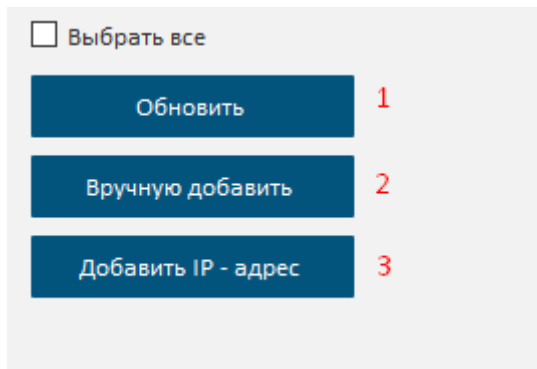 Выбрать все
Обновить 1
Вручную добавить 2
Добавить IP - адрес 3